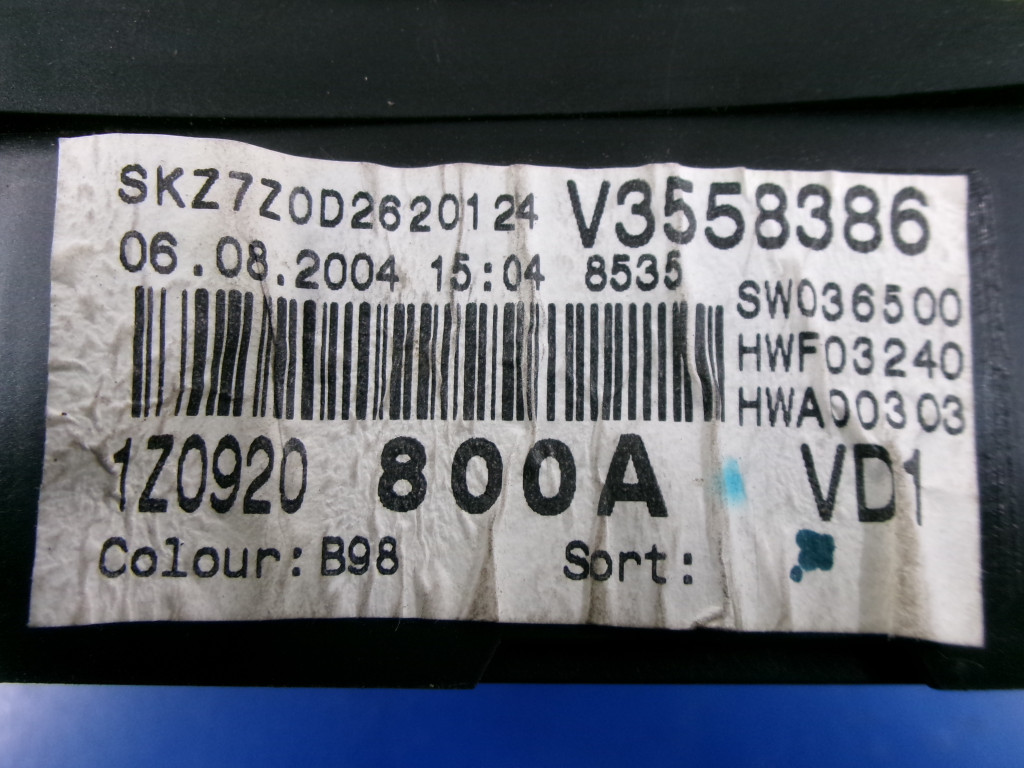 SKZ7Z0D2620124 V3558386
06.08.2004 15:04 8535
SW036500
HWF03240
HWA00303
1Z0920 800A VD1
Colour: B98 Sort: